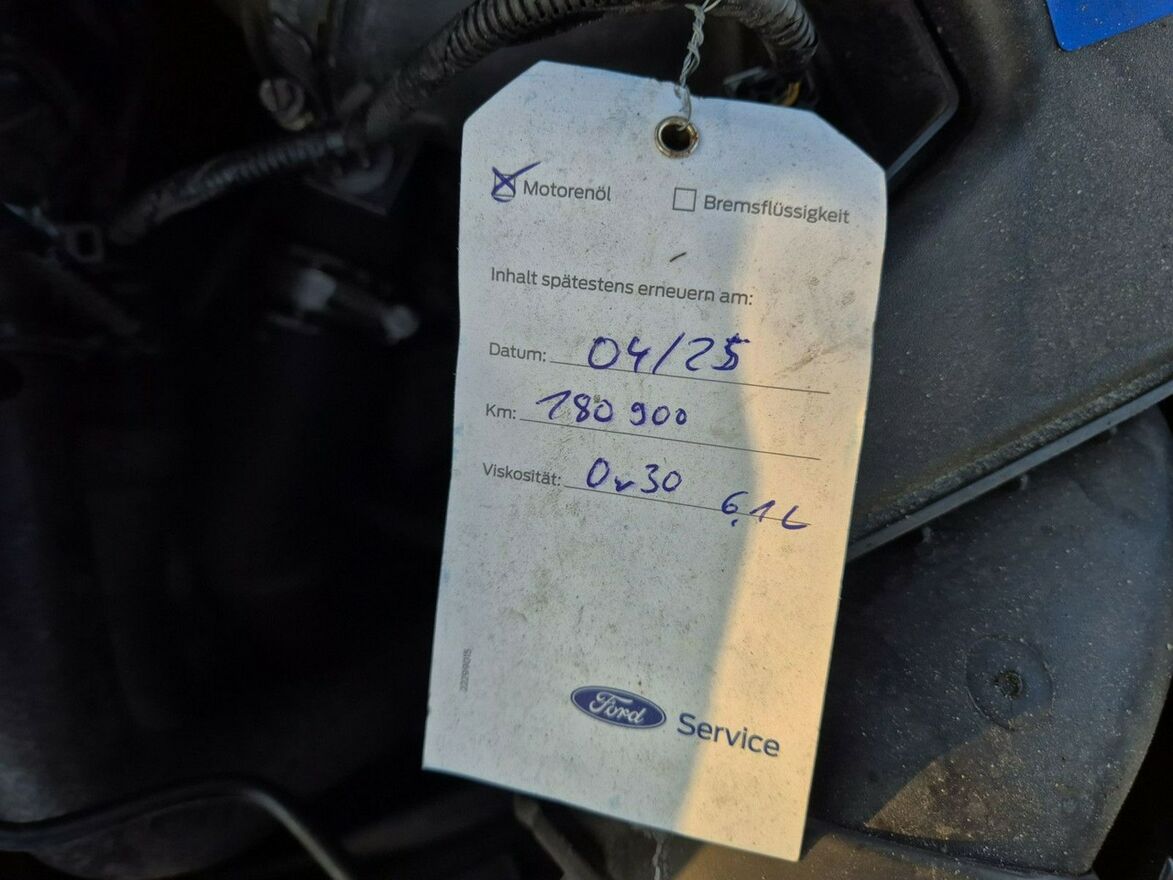 Motorenöl Bremsflüssigkeit
Inhalt spätestens erneuern am:
Datum: 04/25
Km: 180 900
Viskosität: 0w30 6,1L
Ford Service